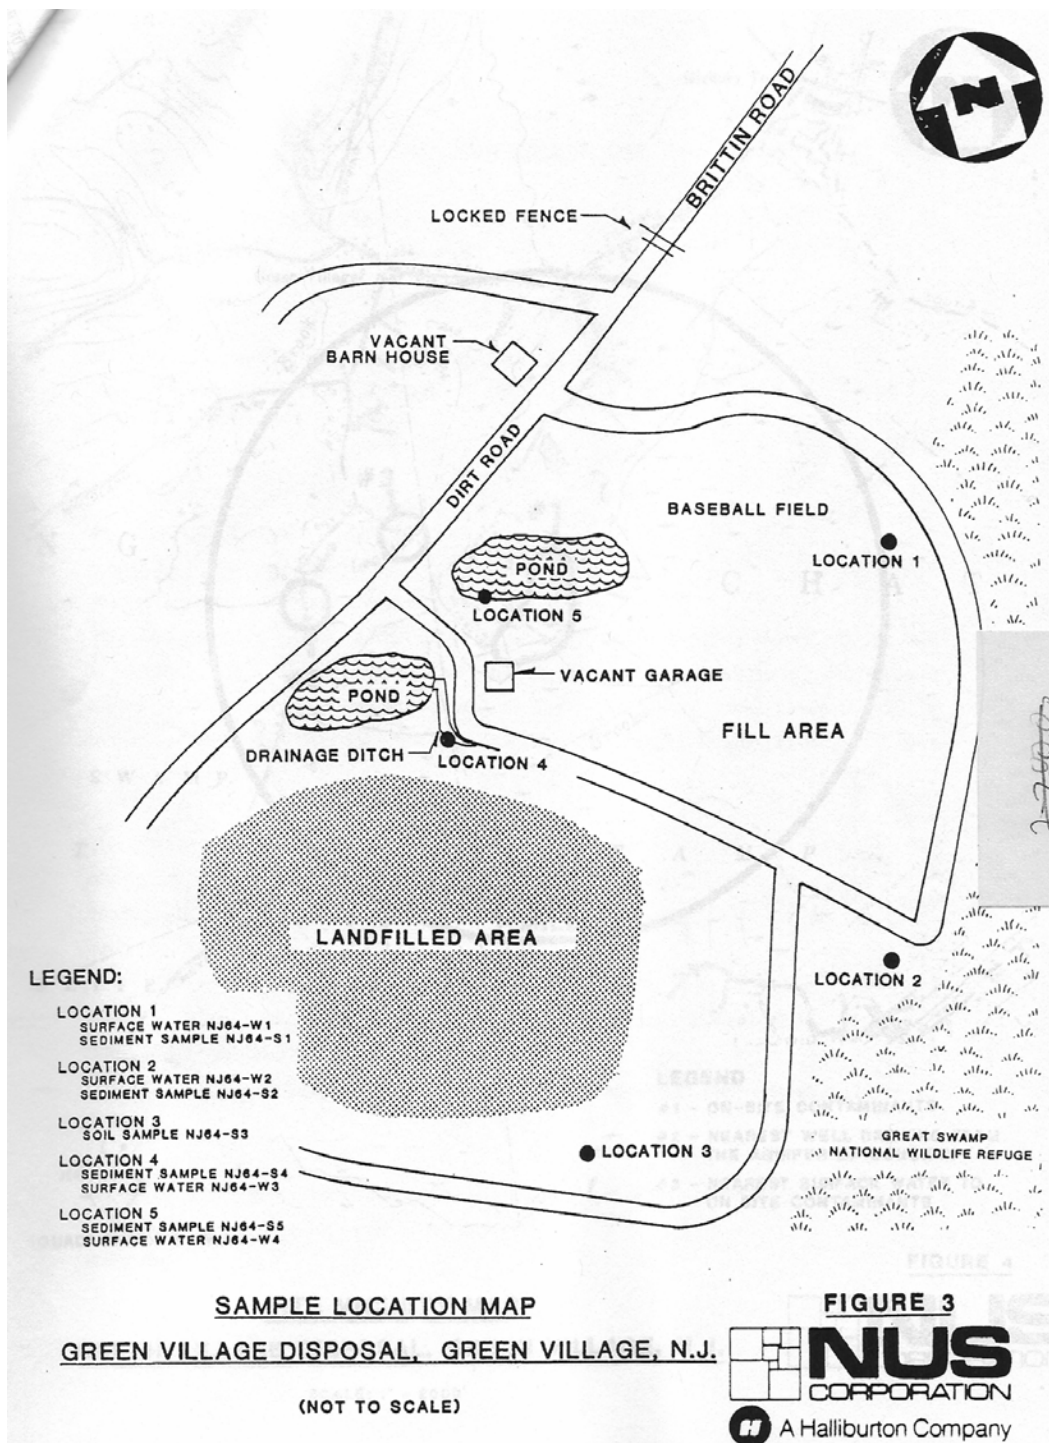 N
BRITTIN ROAD
LOCKED FENCE
VACANT
BARN HOUSE
DIRT ROAD
BASEBALL FIELD
LOCATION 1
POND
LOCATION 5
VACANT GARAGE
POND
FILL AREA
DRAINAGE DITCH
LOCATION 4
LANDFILLED AREA
LOCATION 2
LEGEND:
LOCATION 1
SURFACE WATER NJ64-W1
SEDIMENT SAMPLE NJ64-S1
LOCATION 2
SURFACE WATER NJ64-W2
SEDIMENT SAMPLE NJ64-S2
LOCATION 3
SOIL SAMPLE NJ64-S3
LOCATION 4
SEDIMENT SAMPLE NJ64-S4
SURFACE WATER NJ64-W3
LOCATION 5
SEDIMENT SAMPLE NJ64-S5
SURFACE WATER NJ64-W4
LOCATION 3
GREAT SWAMP
NATIONAL WILDLIFE REFUGE
SAMPLE LOCATION MAP
GREEN VILLAGE DISPOSAL, GREEN VILLAGE, N.J.
(NOT TO SCALE)
FIGURE 3
NUS
CORPORATION
H A Halliburton Company
LEGEND
FIGURE 4